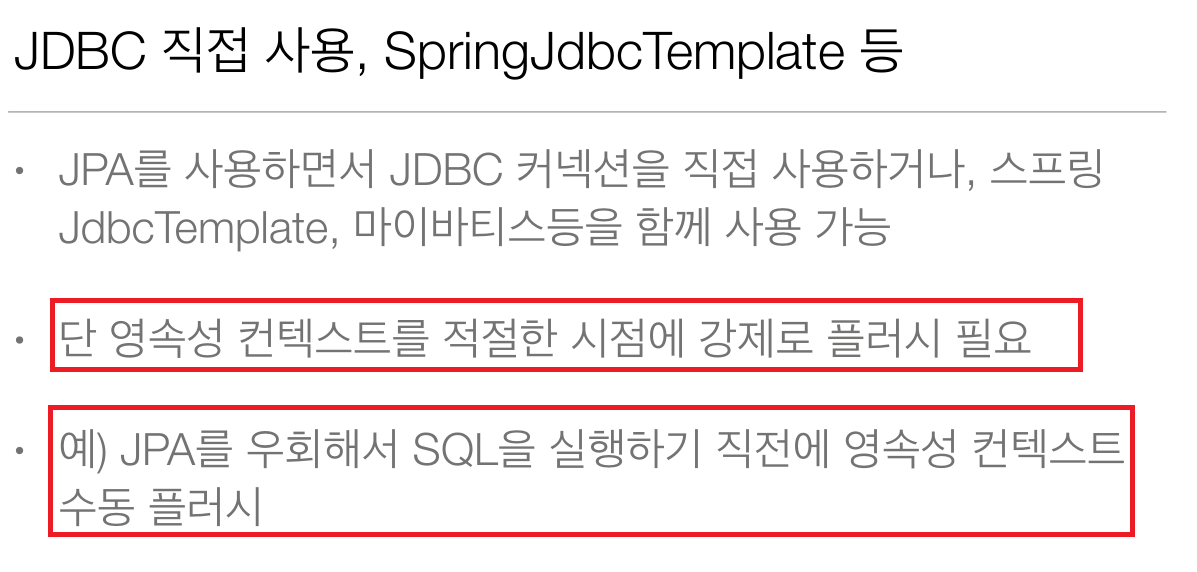 JDBC 직접 사용, SpringJdbcTemplate 등
• JPA를 사용하면서 JDBC 커넥션을 직접 사용하거나, 스프링
JdbcTemplate, 마이바티스등을 함께 사용 가능
• 단 영속성 컨텍스트를 적절한 시점에 강제로 플러시 필요
• 예) JPA를 우회해서 SQL을 실행하기 직전에 영속성 컨텍스트
수동 플러시